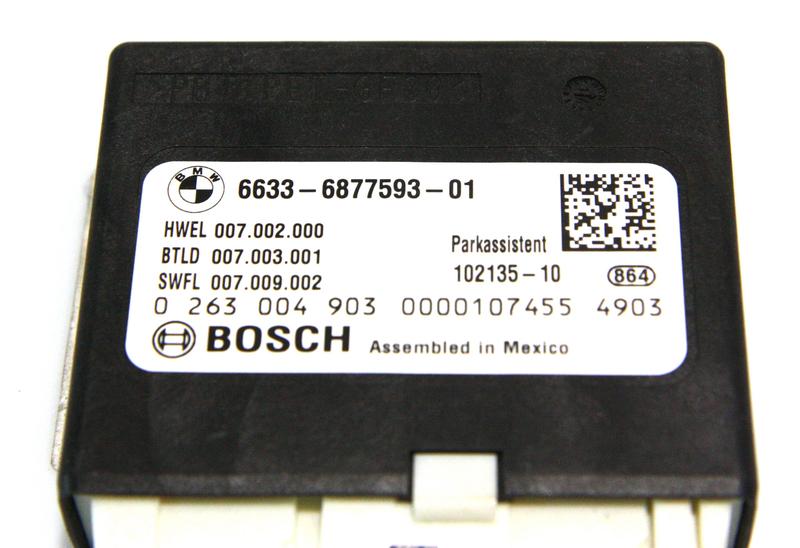 BMW
6633-6877593-01
HWEL 007.002.000
BTLD 007.003.001
SWFL 007.009.002
Parkassistent
102135-10 864
0 263 004 903 0000107455 4903
BOSCH Assembled in Mexico